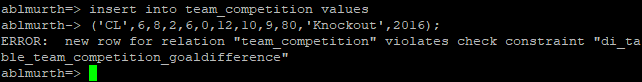 ablmurth=> insert into team_competition values
ablmurth-> ('CL',6,8,2,6,0,12,10,9,80,'Knockout',2016);
ERROR:  new row for relation "team_competition" violates check constraint "di_ta
ble_team_competition_goaldifference"
ablmurth=>